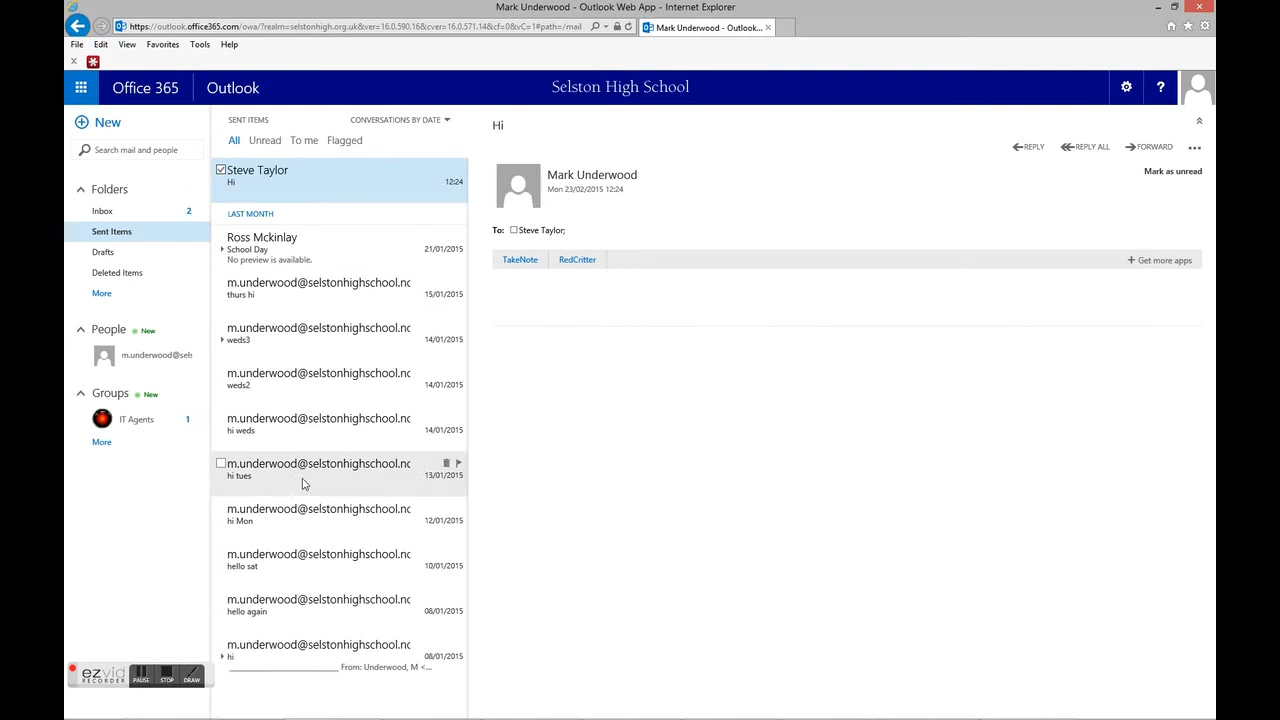 Mark Underwood - Outlook Web App - Internet Explorer
https://outlook.office365.com/owa/?realm=selstonhigh.org.uk&ver=16.0.590.16&cver=16.0.571.14&cf=0&vC=1#path=/mail
Mark Underwood - Outlook...
File Edit View Favorites Tools Help
Office 365 Outlook Selston High School ?
New
Search mail and people
Folders
Inbox 2
Sent Items
Drafts
Deleted Items
More
People New
m.underwood@sels
Groups New
IT Agents 1
More
ezvid
RECORDER
PAUSE STOP DRAW
SENT ITEMS CONVERSATIONS BY DATE
All Unread To me Flagged
Steve Taylor
Hi 12:24
LAST MONTH
Ross Mckinlay
School Day 21/01/2015
No preview is available.
m.underwood@selstonhighschool.nc
thurs hi 15/01/2015
m.underwood@selstonhighschool.nc
weds3 14/01/2015
m.underwood@selstonhighschool.nc
weds2 14/01/2015
m.underwood@selstonhighschool.nc
hi weds 14/01/2015
m.underwood@selstonhighschool.nc
hi tues 13/01/2015
m.underwood@selstonhighschool.nc
hi Mon 12/01/2015
m.underwood@selstonhighschool.nc
hello sat 10/01/2015
m.underwood@selstonhighschool.nc
hello again 08/01/2015
m.underwood@selstonhighschool.nc
hi 08/01/2015
________________________ From: Underwood, M <...
Hi
REPLY REPLY ALL FORWARD ...
Mark Underwood
Mon 23/02/2015 12:24
Mark as unread
To: Steve Taylor;
TakeNote RedCritter + Get more apps